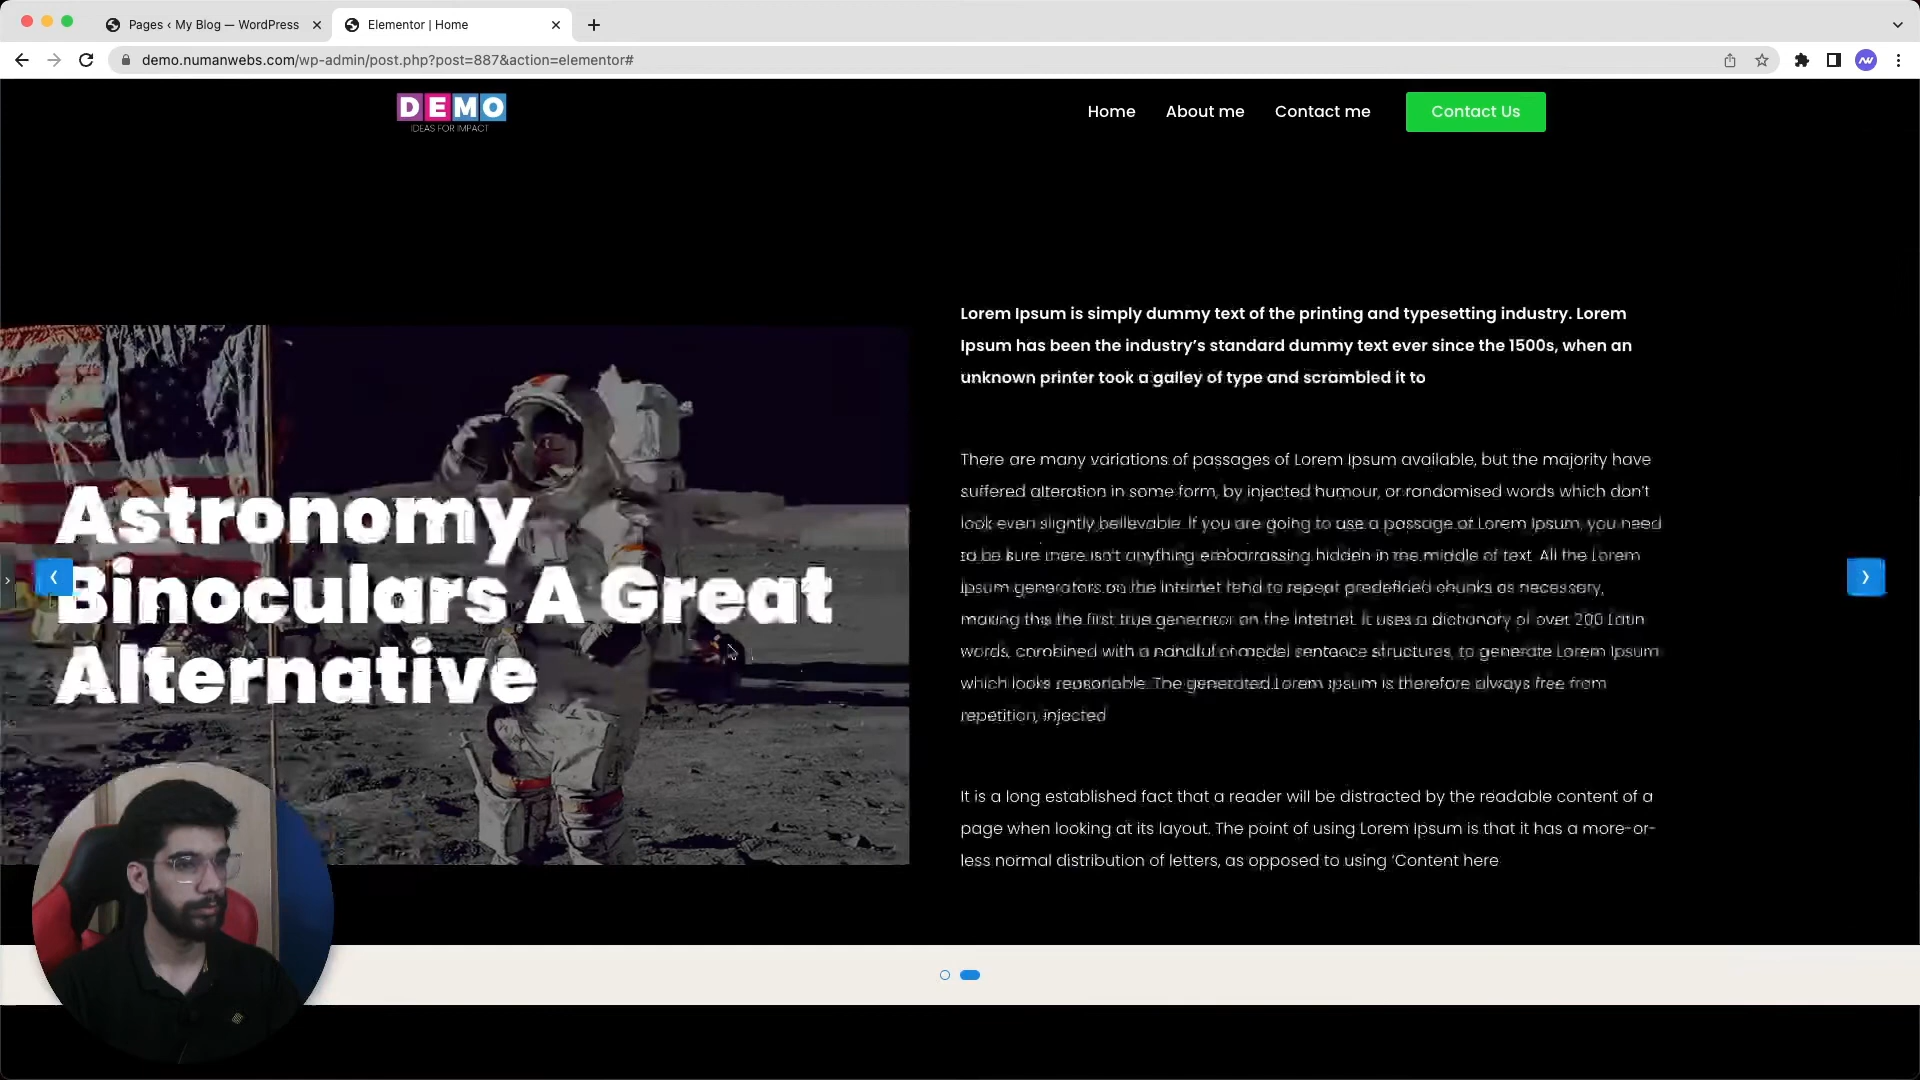 Pages ‹ My Blog — WordPress
Elementor | Home
demo.numanwebs.com/wp-admin/post.php?post=887&action=elementor#
DEMO
IDEAS FOR IMPACT
Home
About me
Contact me
Contact Us
Astronomy
Binoculars A Great
Alternative
Lorem Ipsum is simply dummy text of the printing and typesetting industry. Lorem
Ipsum has been the industry’s standard dummy text ever since the 1500s, when an
unknown printer took a galley of type and scrambled it to
There are many variations of passages of Lorem Ipsum available, but the majority have
suffered alteration in some form, by injected humour, or randomised words which don’t
look even slightly believable. If you are going to use a passage of Lorem Ipsum, you need
to be sure there isn’t anything embarrassing hidden in the middle of text. All the Lorem
Ipsum generators on the Internet tend to repeat predefined chunks as necessary,
making this the first true generator on the Internet. It uses a dictionary of over 200 Latin
words, combined with a handful of model sentence structures, to generate Lorem Ipsum
which looks reasonable. The generated Lorem Ipsum is therefore always free from
repetition, injected
It is a long established fact that a reader will be distracted by the readable content of a
page when looking at its layout. The point of using Lorem Ipsum is that it has a more-or-
less normal distribution of letters, as opposed to using ‘Content here